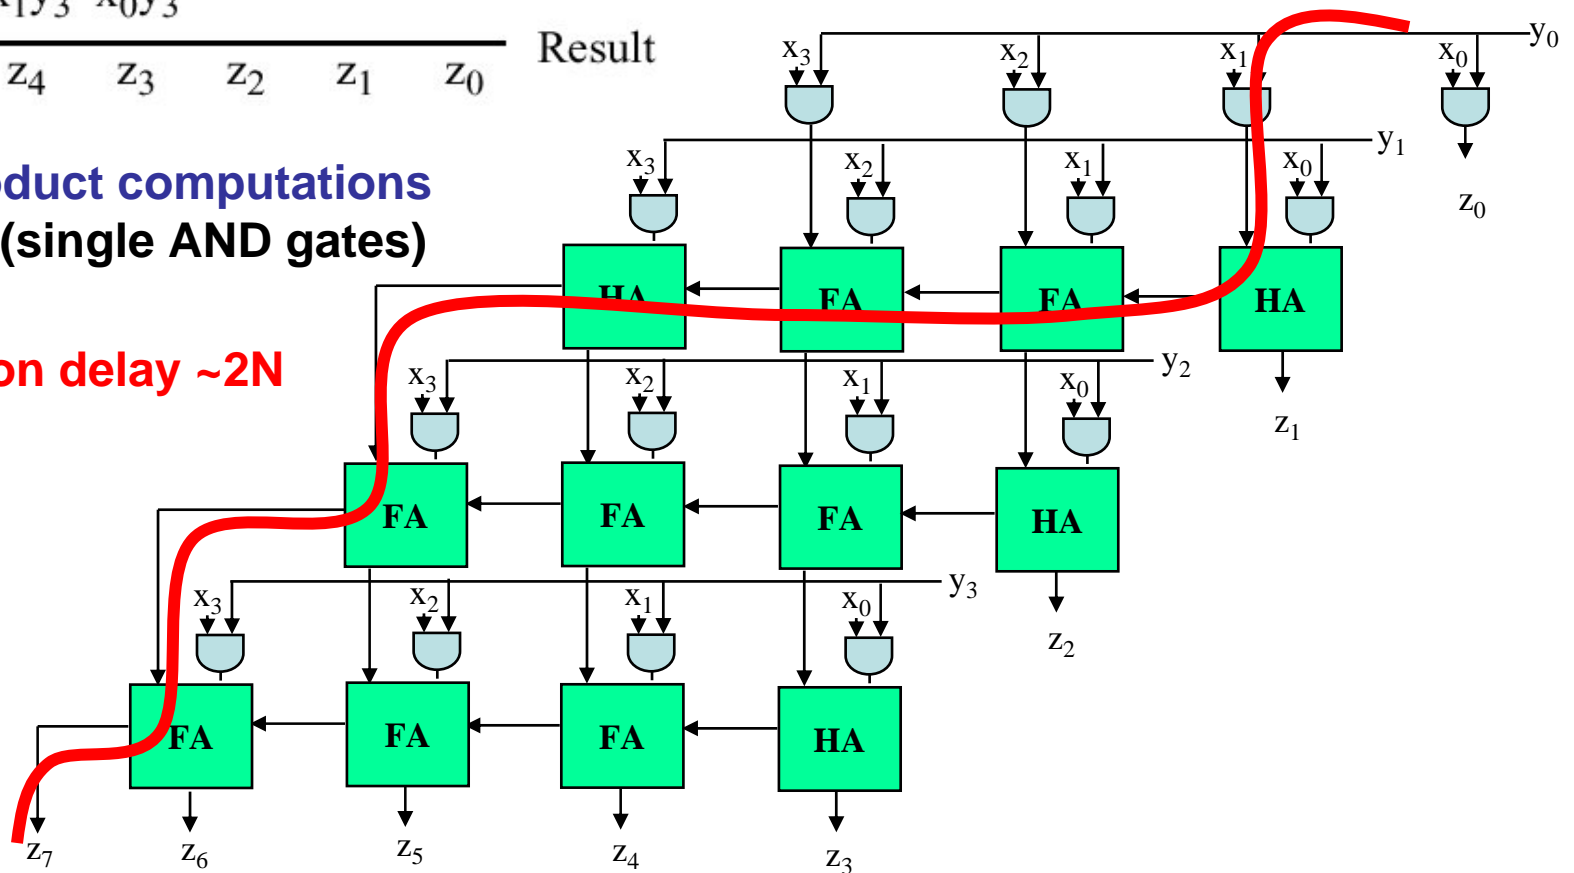 x₁y₃ x₀y₃
Result
z₄ z₃ z₂ z₁ z₀
duct computations
(single AND gates)
on delay ~2N
y₀
x₃ x₂ x₁ x₀
y₁
x₃ x₂ x₁ x₀
z₀
HA FA FA HA
y₂
x₃ x₂ x₁ x₀
z₁
FA FA FA HA
y₃
x₃ x₂ x₁ x₀
z₂
FA FA FA HA
z₇ z₆ z₅ z₄ z₃